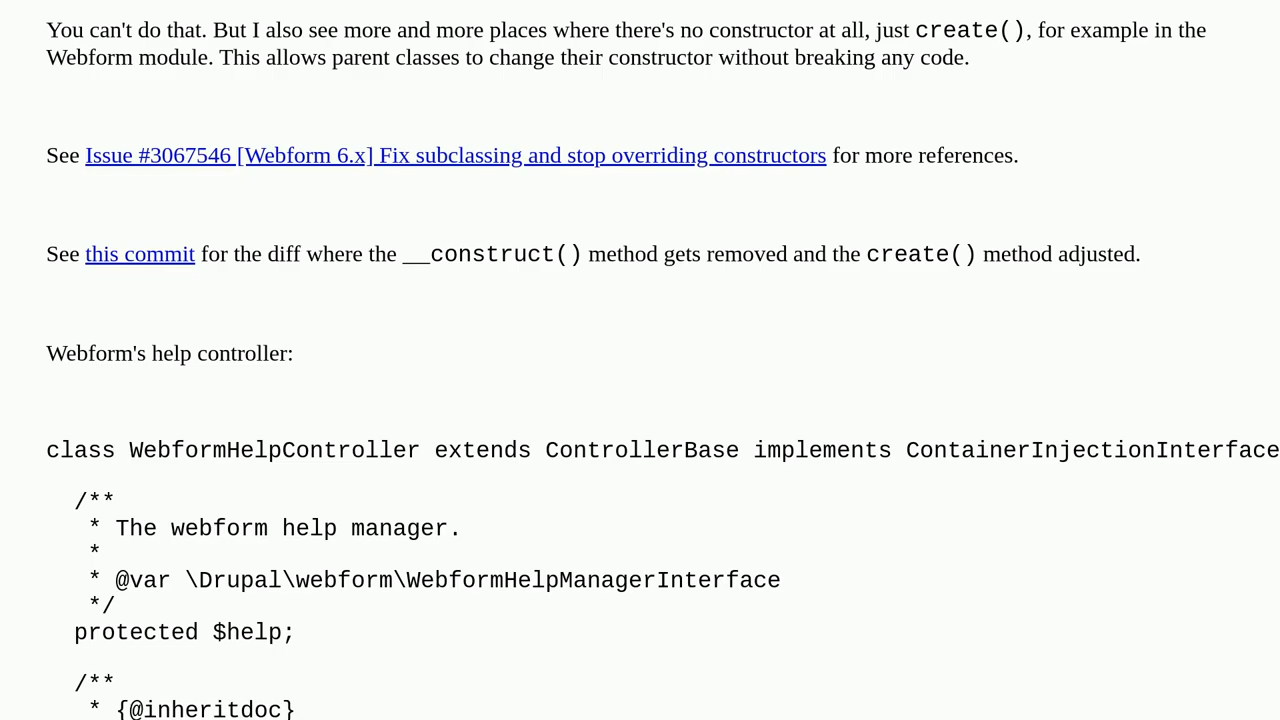 You can't do that. But I also see more and more places where there's no constructor at all, just create(), for example in the
Webform module. This allows parent classes to change their constructor without breaking any code.
See Issue #3067546 [Webform 6.x] Fix subclassing and stop overriding constructors for more references.
See this commit for the diff where the __construct() method gets removed and the create() method adjusted.
Webform's help controller:
class WebformHelpController extends ControllerBase implements ContainerInjectionInterface
  /**
   * The webform help manager.
   *
   * @var \Drupal\webform\WebformHelpManagerInterface
   */
  protected $help;
  /**
   * {@inheritdoc}